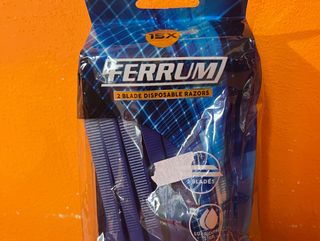 15X
FERRUM
2 BLADE DISPOSABLE RAZORS
2 BLADES